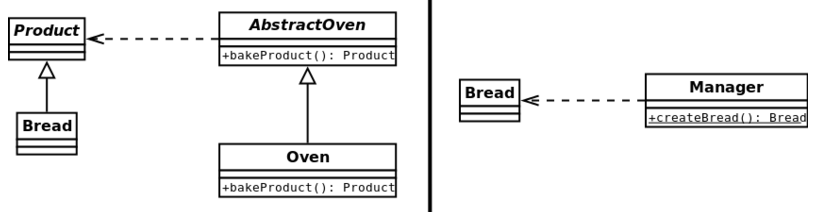 Product
AbstractOven
+bakeProduct(): Product
Bread
Oven
+bakeProduct(): Product
Bread
Manager
+createBread(): Bread